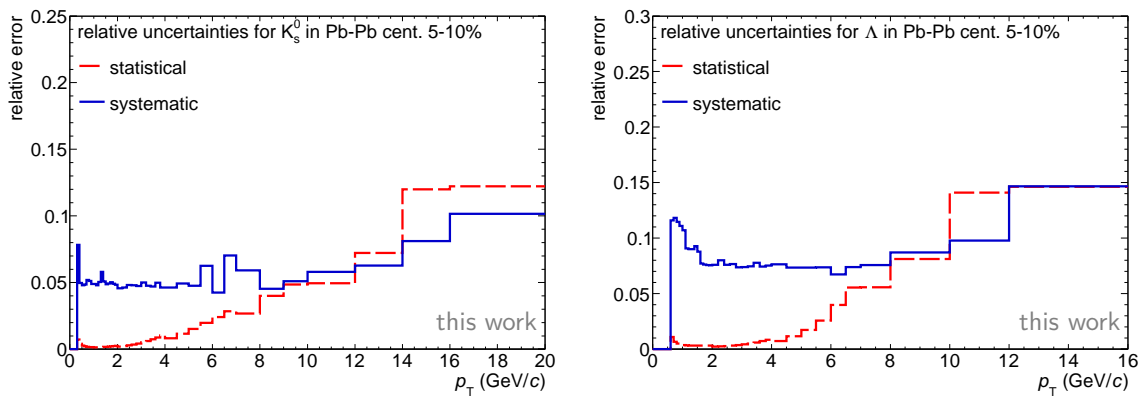 relative error
relative uncertainties for K⁰ₛ in Pb-Pb cent. 5-10%
statistical
systematic
0.25
0.2
0.15
0.1
0.05
0
0 2 4 6 8 10 12 14 16 18 20
this work
p_T (GeV/c)
relative error
relative uncertainties for Λ in Pb-Pb cent. 5-10%
statistical
systematic
0.3
0.25
0.2
0.15
0.1
0.05
0
0 2 4 6 8 10 12 14 16
this work
p_T (GeV/c)